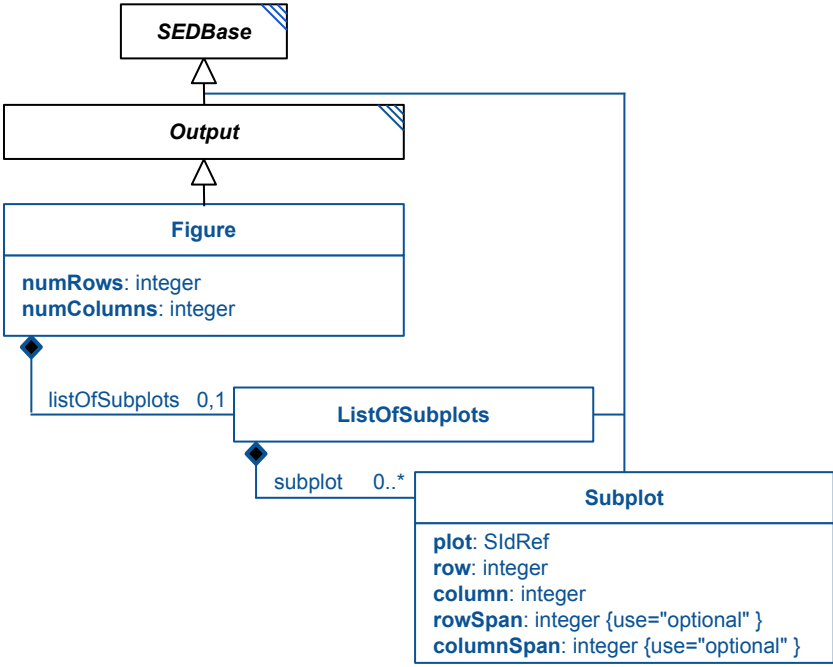 SEDBase
Output
Figure
numRows: integer
numColumns: integer
listOfSubplots 0,1
ListOfSubplots
subplot 0..*
Subplot
plot: SIdRef
row: integer
column: integer
rowSpan: integer {use="optional" }
columnSpan: integer {use="optional" }